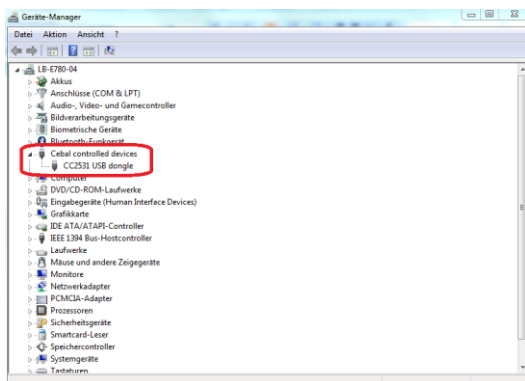 Geräte-Manager
Datei Aktion Ansicht ?
LB-E780-04
Akkus
Anschlüsse (COM & LPT)
Audio-, Video- und Gamecontroller
Bildverarbeitungsgeräte
Biometrische Geräte
Bluetooth-Funkgerät
Cebal controlled devices
CC2531 USB dongle
Computer
DVD/CD-ROM-Laufwerke
Eingabegeräte (Human Interface Devices)
Grafikkarte
IDE ATA/ATAPI-Controller
IEEE 1394 Bus-Hostcontroller
Laufwerke
Mäuse und andere Zeigegeräte
Monitore
Netzwerkadapter
PCMCIA-Adapter
Prozessoren
Sicherheitsgeräte
Smartcard-Leser
Speichercontroller
Systemgeräte
Tastaturen